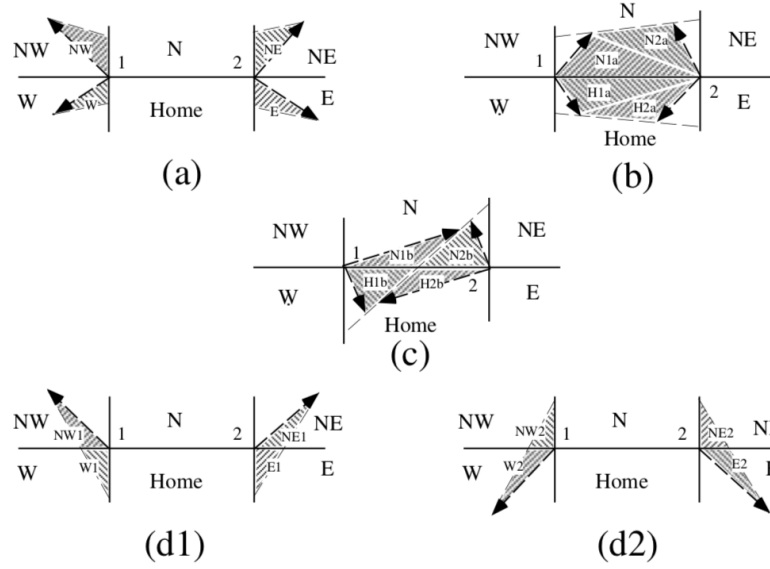 NW NW 1 N 2 NE NE
W W Home E E
(a)
NW N NE
1 N1a N2a
W H1a H2a 2 E
Home
(b)
NW N NE
1 N1b N2b
W H1b H2b 2 E
Home
(c)
NW NW1 1 N 2 NE1 NE
W W1 Home E1 E
(d1)
NW NW2 1 N 2 NE2
W W2 Home E2
(d2)